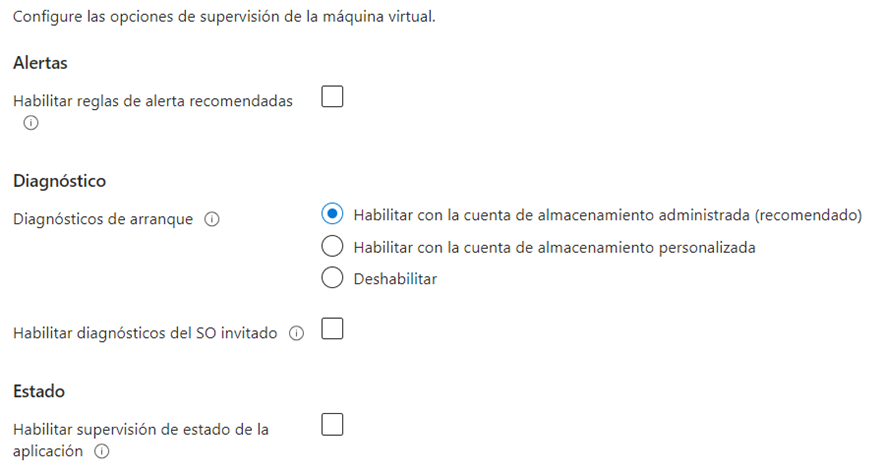 Configure las opciones de supervisión de la máquina virtual.
Alertas
Habilitar reglas de alerta recomendadas
Diagnóstico
Diagnósticos de arranque
Habilitar con la cuenta de almacenamiento administrada (recomendado)
Habilitar con la cuenta de almacenamiento personalizada
Deshabilitar
Habilitar diagnósticos del SO invitado
Estado
Habilitar supervisión de estado de la
aplicación